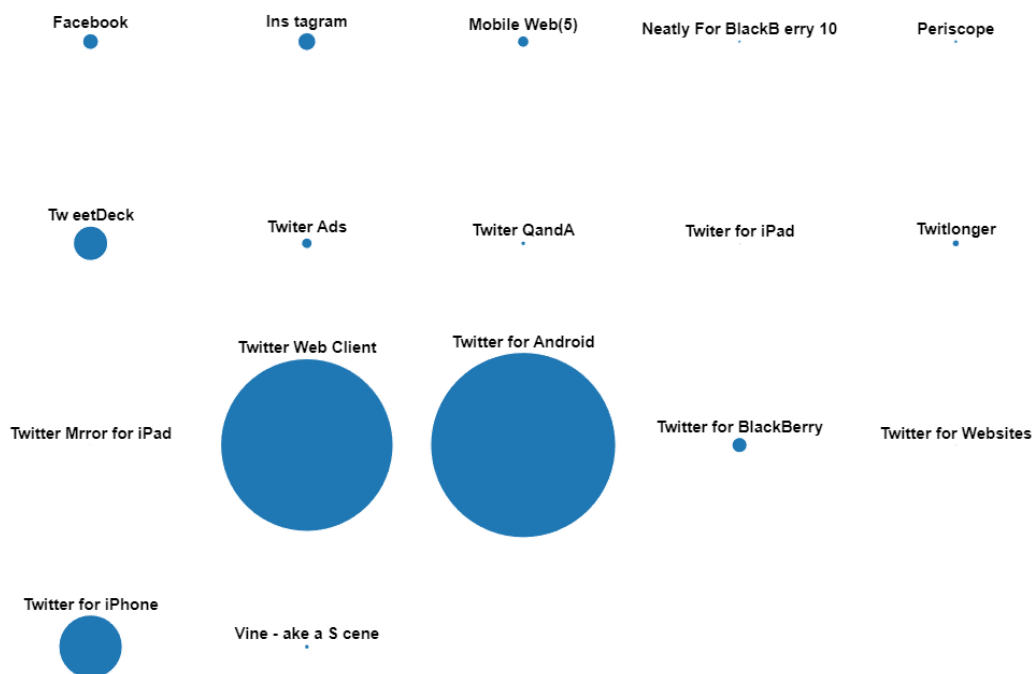 Facebook
Ins tagram
Mobile Web(5)
Neatly For BlackB erry 10
Periscope
Tw eetDeck
Twiter Ads
Twiter QandA
Twiter for iPad
Twitlonger
Twitter Web Client
Twitter for Android
Twitter Mrror for iPad
Twitter for BlackBerry
Twitter for Websites
Twitter for iPhone
Vine - ake a S cene